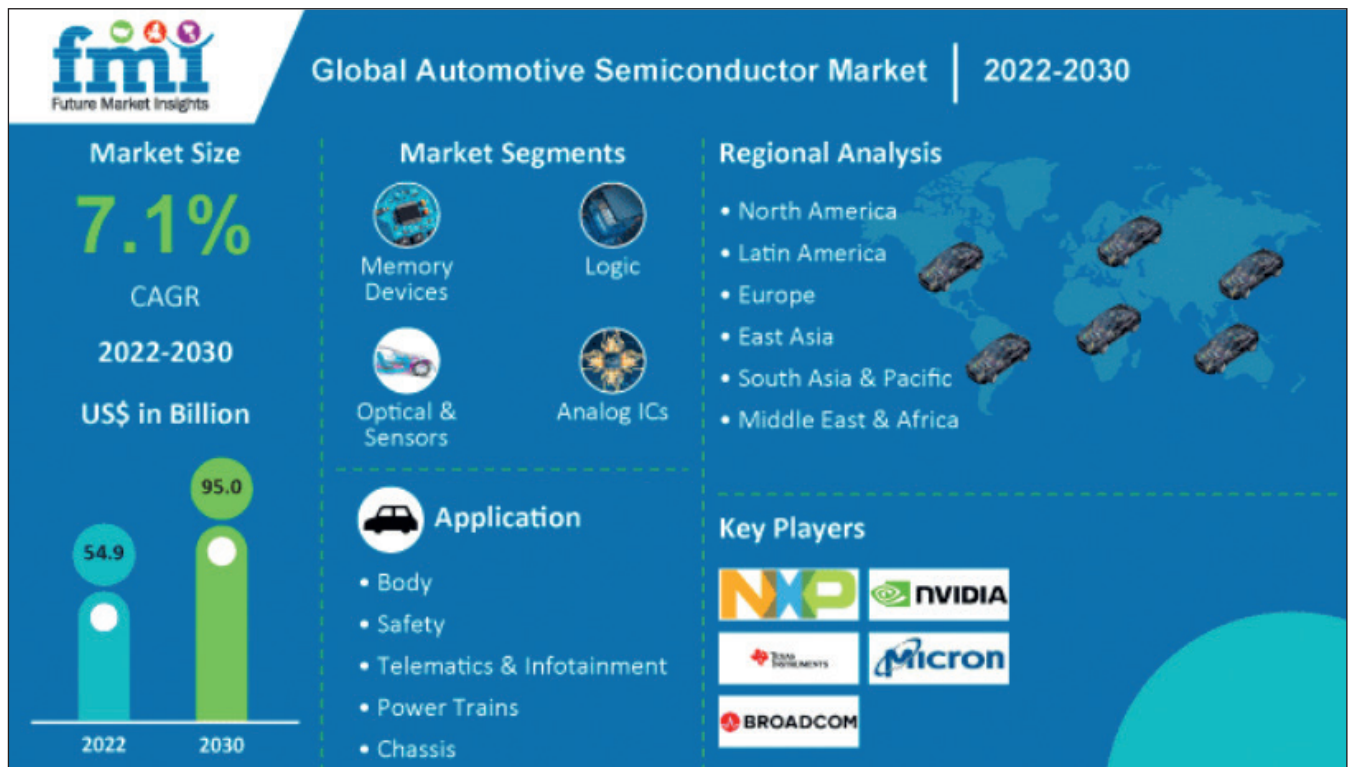 fmi
Future Market Insights
Global Automotive Semiconductor Market | 2022-2030
Market Size
7.1%
CAGR
2022-2030
US$ in Billion
54.9
95.0
2022
2030
Market Segments
Memory
Devices
Logic
Optical &
Sensors
Analog ICs
Application
• Body
• Safety
• Telematics & Infotainment
• Power Trains
• Chassis
Regional Analysis
• North America
• Latin America
• Europe
• East Asia
• South Asia & Pacific
• Middle East & Africa
Key Players
NXP
NVIDIA
TEXAS
INSTRUMENTS
Micron
BROADCOM